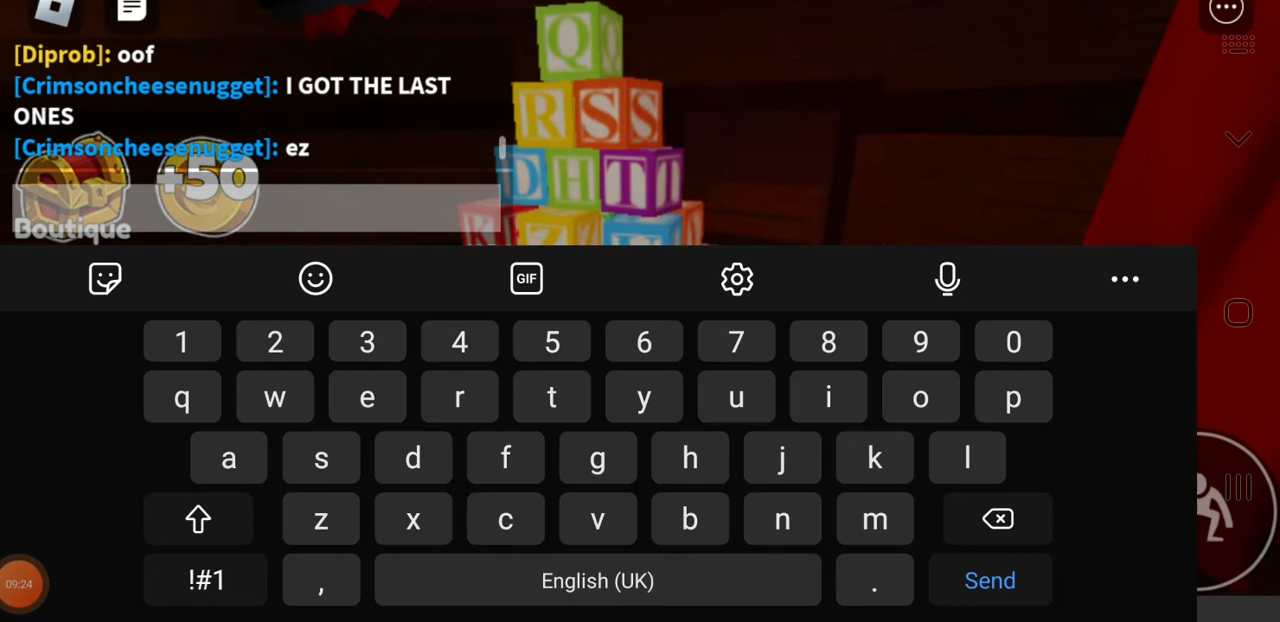 [Diprob]: oof
[Crimsoncheesenugget]: I GOT THE LAST
ONES
[Crimsoncheesenugget]: ez
+50
Boutique
Q Q
R S S
D H T
K Z
GIF
1 2 3 4 5 6 7 8 9 0
q w e r t y u i o p
a s d f g h j k l
z x c v b n m
!#1 , English (UK) . Send
09:24